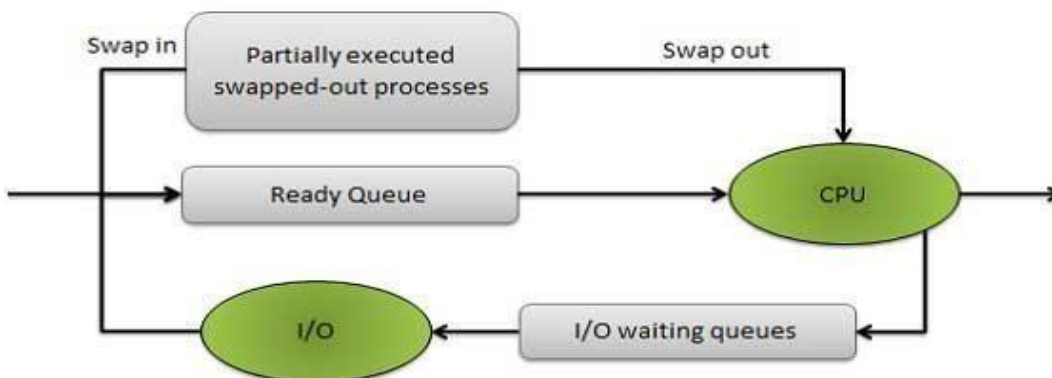 Swap in
Partially executed
swapped-out processes
Swap out
Ready Queue
CPU
I/O
I/O waiting queues